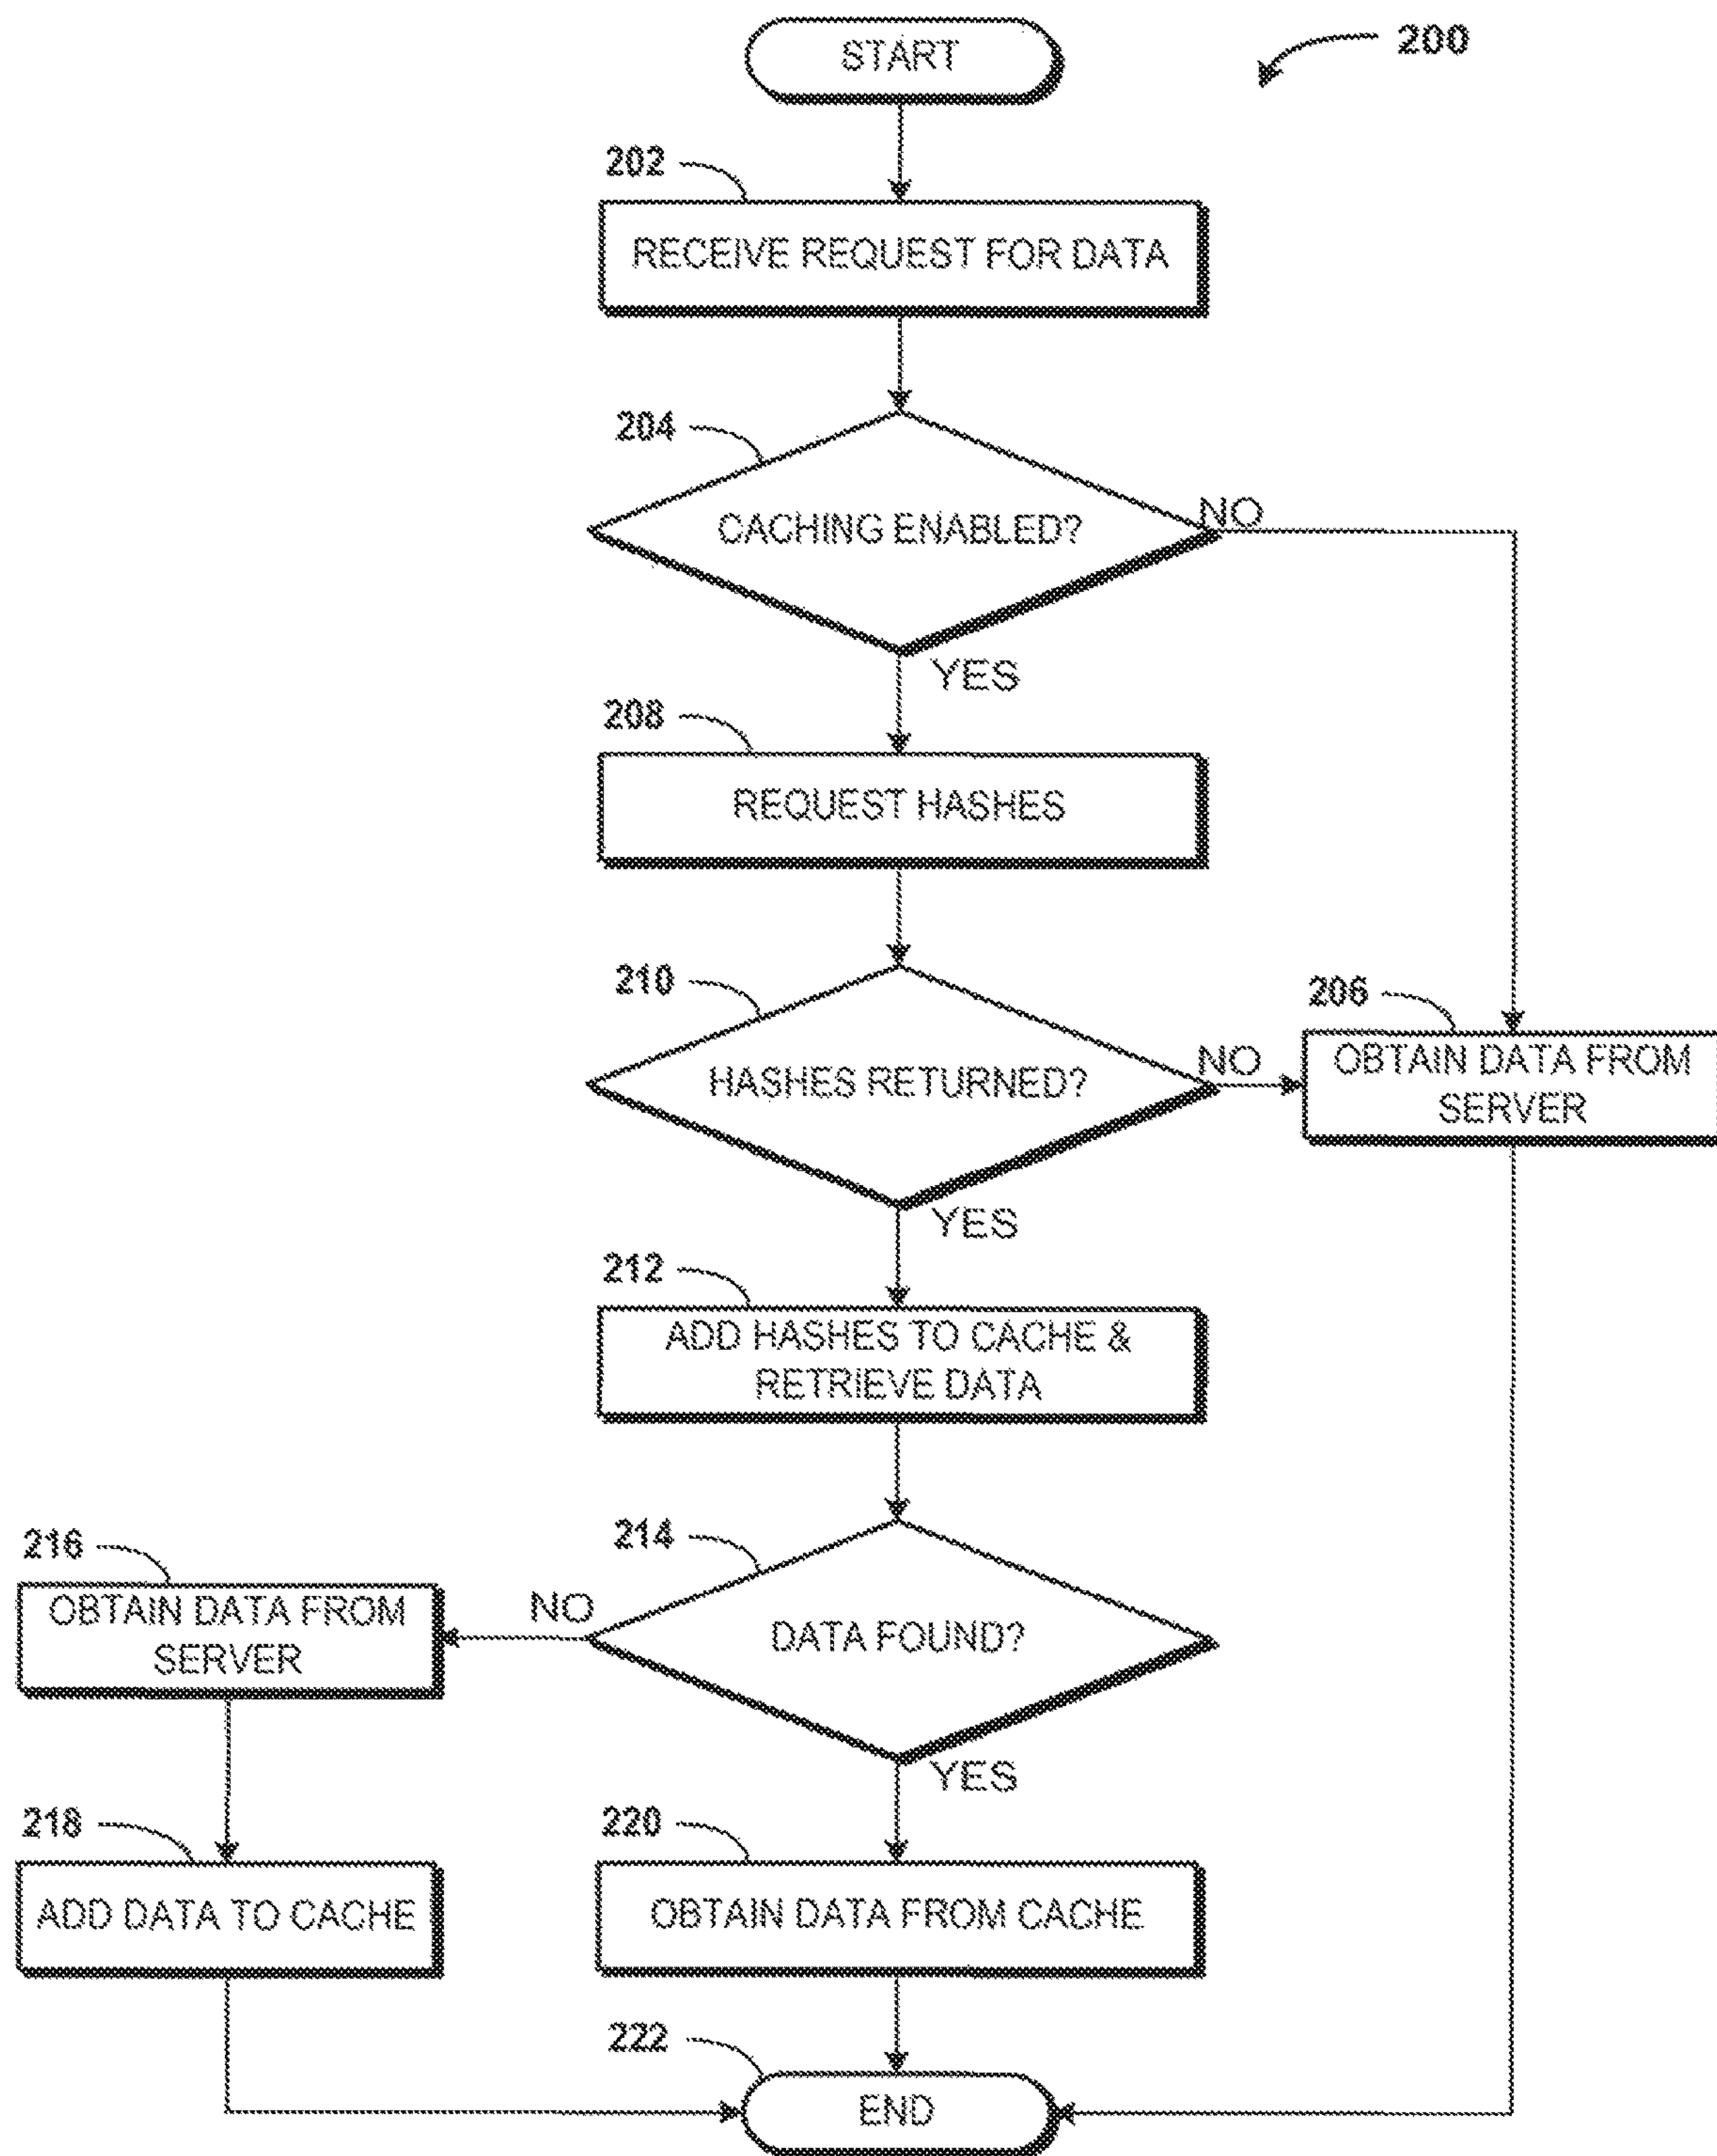 START
200
202
RECEIVE REQUEST FOR DATA
204
CACHING ENABLED?
NO
YES
208
REQUEST HASHES
210
HASHES RETURNED?
NO
206
OBTAIN DATA FROM
SERVER
YES
212
ADD HASHES TO CACHE &
RETRIEVE DATA
214
DATA FOUND?
NO
216
OBTAIN DATA FROM
SERVER
YES
218
ADD DATA TO CACHE
220
OBTAIN DATA FROM CACHE
222
END